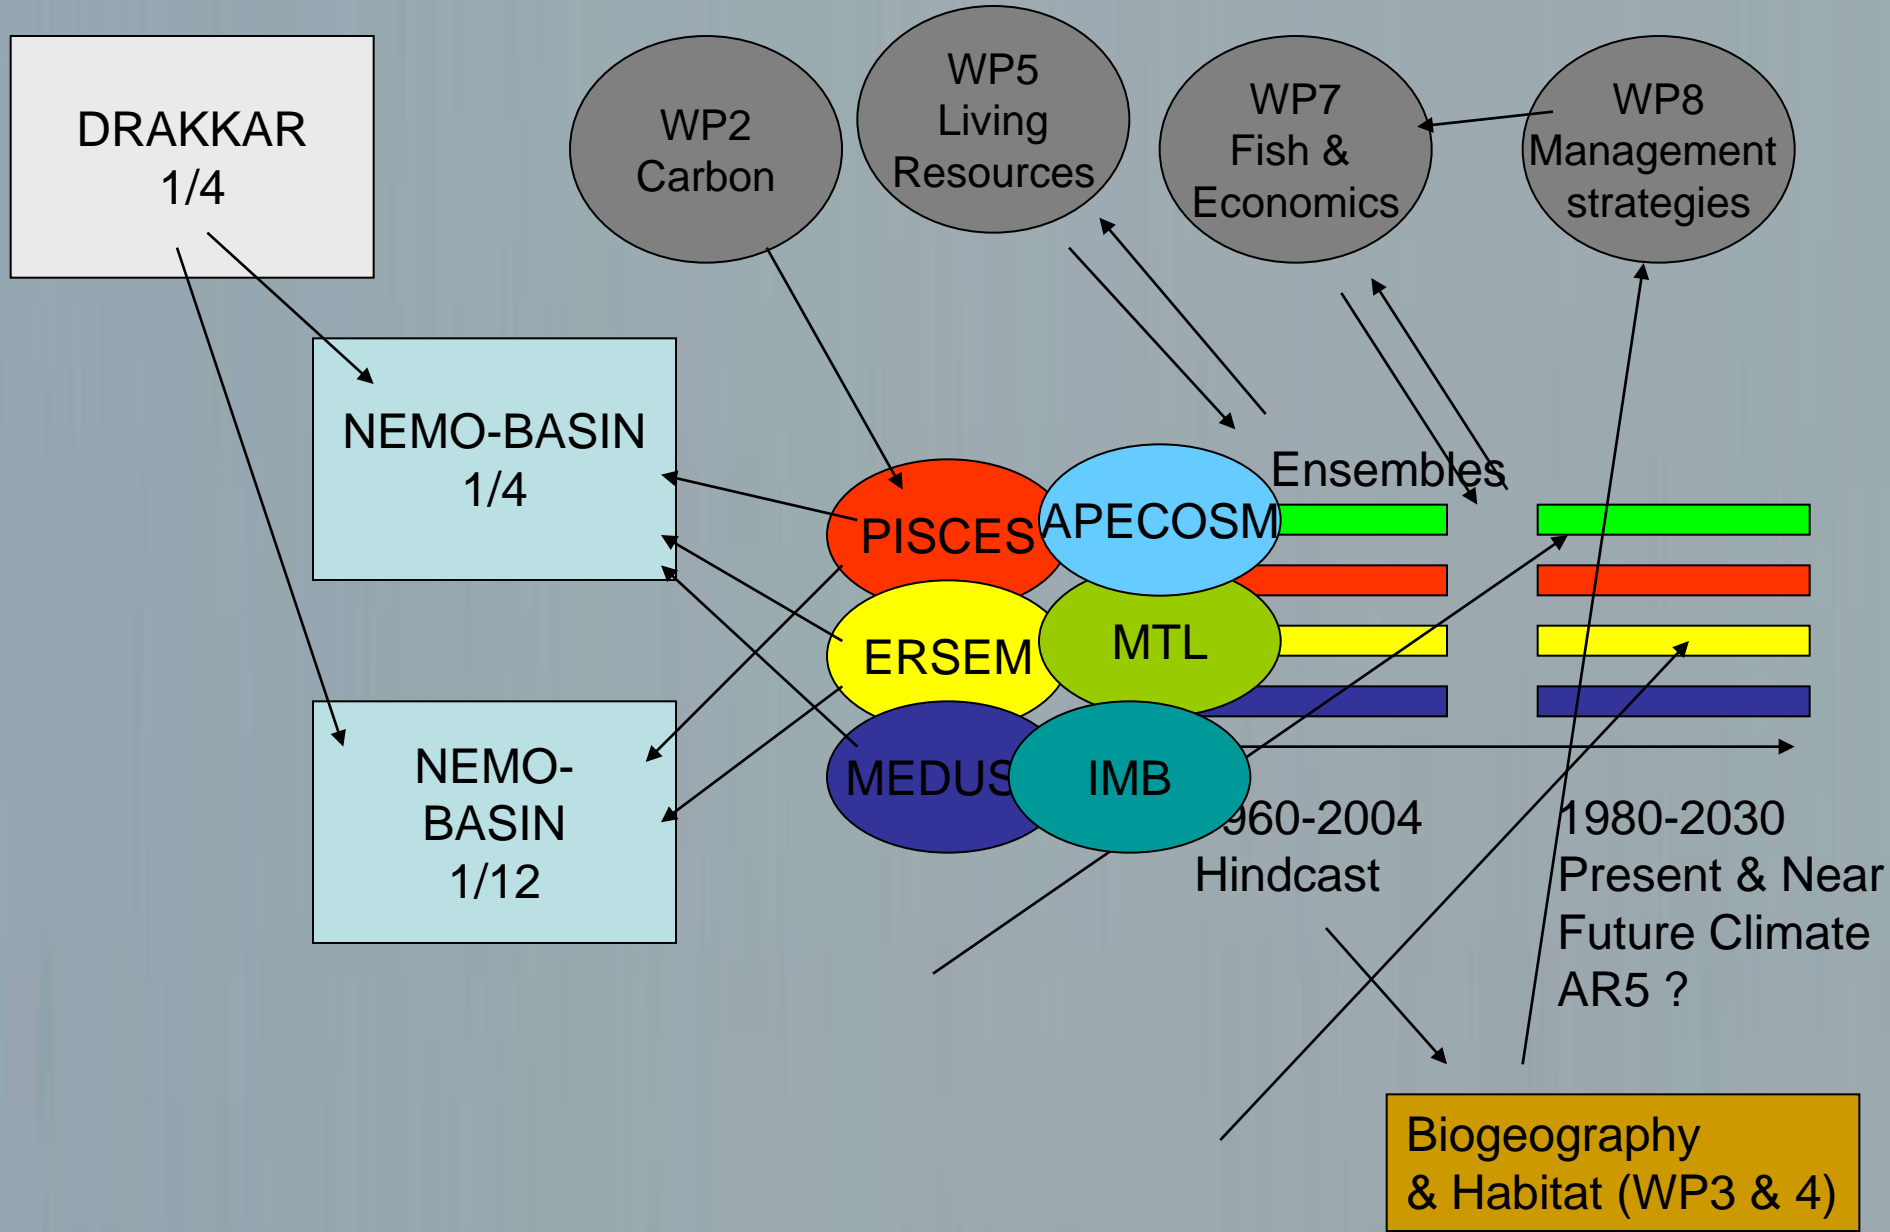 DRAKKAR
1/4
WP2
Carbon
WP5
Living
Resources
WP7
Fish &
Economics
WP8
Management
strategies
NEMO-BASIN
1/4
NEMO-
BASIN
1/12
PISCES
APECOSM
ERSEM
MTL
MEDUS
IMB
Ensembles
960-2004
Hindcast
1980-2030
Present & Near
Future Climate
AR5 ?
Biogeography
& Habitat (WP3 & 4)